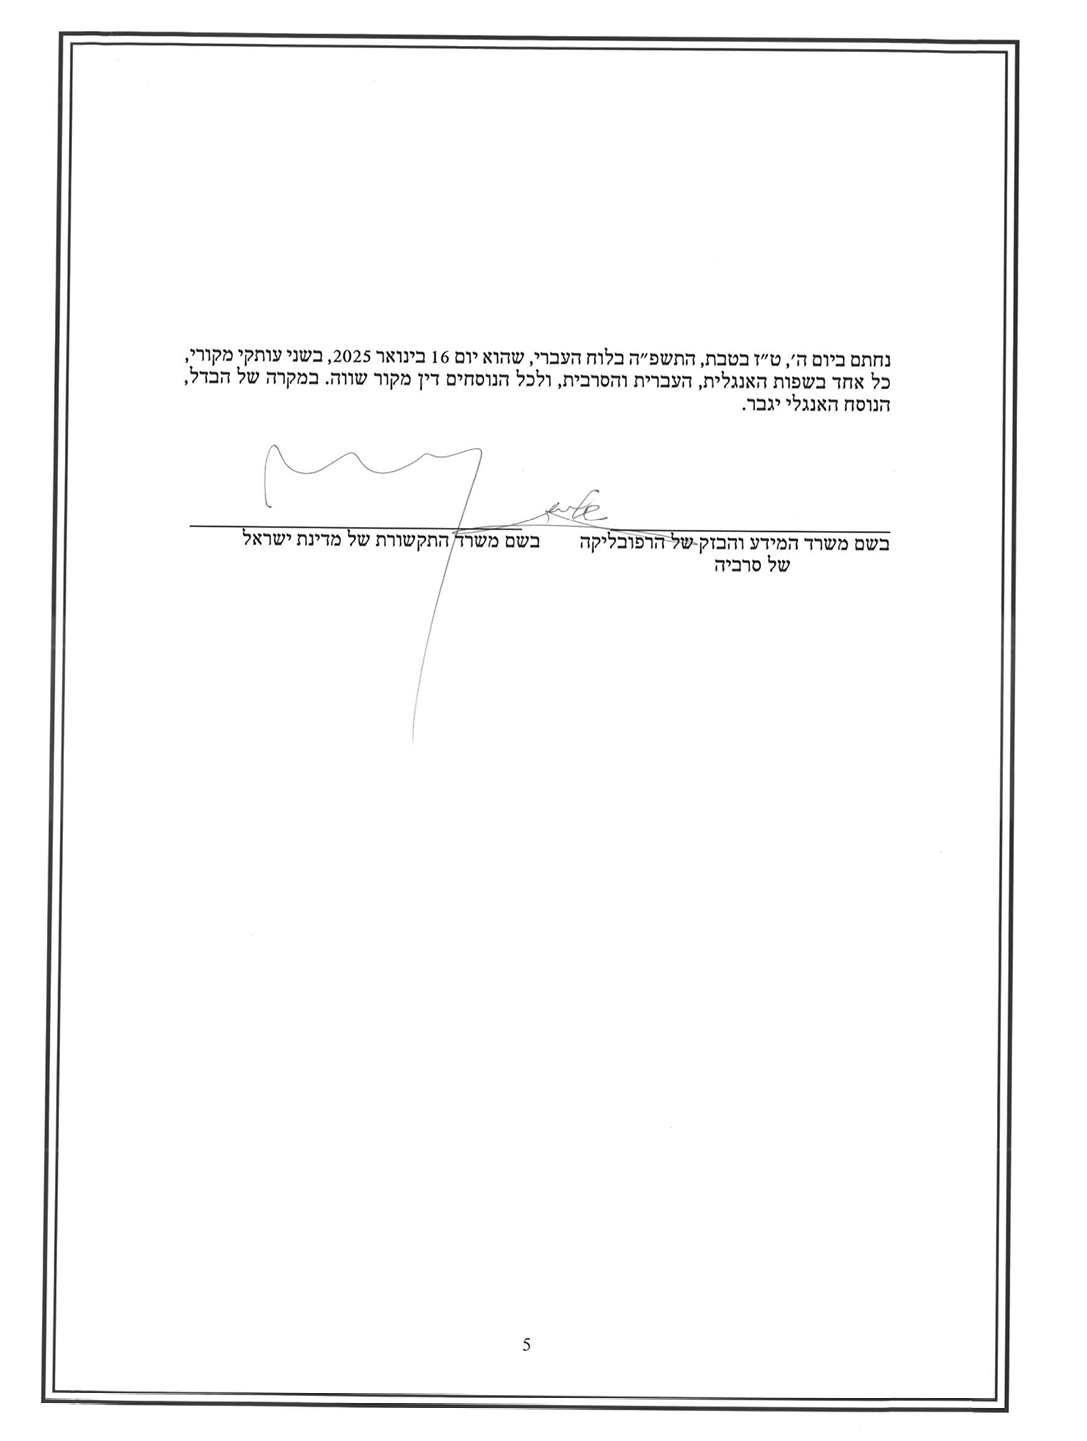 נחתם ביום ה׳, ט״ז בטבת, התשפ״ה בלוח העברי, שהוא יום 16 בינואר 2025, בשני עותקי מקורי,
כל אחד בשפות האנגלית, העברית והסרבית, ולכל הנוסחים דין מקור שווה. במקרה של הבדל,
הנוסח האנגלי יגבר.
בשם משרד המידע והבזק של הרפובליקה
של סרביה
בשם משרד התקשורת של מדינת ישראל
5